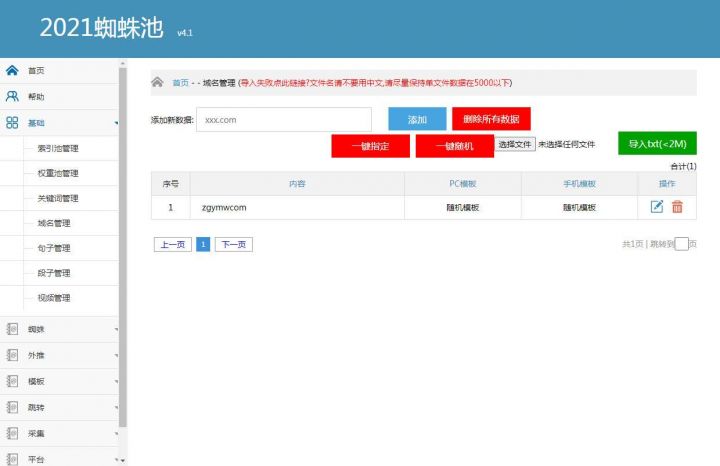 2021蜘蛛池 v4.1
首页
帮助
基础
索引池管理
权重池管理
关键词管理
域名管理
句子管理
段子管理
视频管理
蜘蛛
外推
模板
跳转
采集
平台
首页 - - 域名管理 (导入失败点此链接?文件名请不要用中文,请尽量保持单文件数据在5000以下)
添加新数据: xxx.com 添加 删除所有数据
一键指定 一键随机 选择文件 未选择任何文件 导入txt(<2M)
合计(1)
序号 内容 PC模板 手机模板 操作
1 zgymwcom 随机模板 随机模板
上一页 1 下一页 共1页 | 跳转到 页